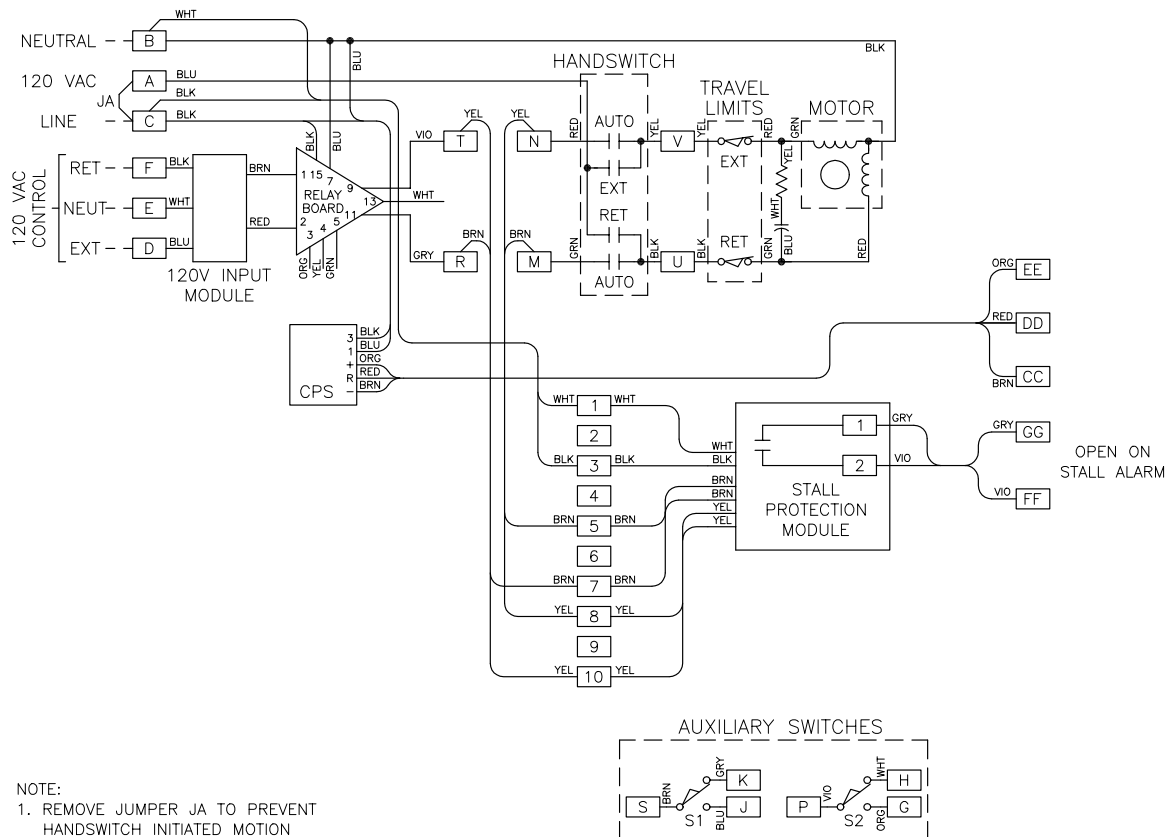 WHT
NEUTRAL B
BLU BLU BLK
120 VAC A BLU
JA BLK
LINE C BLK
BLK BLU
HANDSWITCH
TRAVEL
LIMITS
MOTOR
120 VAC
CONTROL
RET F BLK
NEUT E WHT
EXT D BLU
120V INPUT
MODULE
BRN
RED
1 15 7 9
RELAY
BOARD
13
11
2 3 4 5
ORG YEL GRN
VIO
WHT
GRY
T YEL
YEL N RED
R BRN
BRN M GRN
AUTO
EXT
RET
AUTO
YEL V YEL
BLK U BLK
EXT
RET
RED GRN
YEL
WHT
BLU
GRN RED
CPS
3 BLK
1 BLU
+ ORG
R RED
- BRN
ORG EE
RED DD
BRN CC
WHT 1 WHT
2
BLK 3 BLK
4
BRN 5 BRN
6
BRN 7 BRN
YEL 8 YEL
9
YEL 10 YEL
WHT
BLK
BRN
BRN
YEL
YEL
1 GRY
2 VIO
STALL
PROTECTION
MODULE
GRY GG
VIO FF
OPEN ON
STALL ALARM
AUXILIARY SWITCHES
S BRN S1 GRY K
BLU J
P VIO S2 WHT H
ORG G
NOTE:
1. REMOVE JUMPER JA TO PREVENT
HANDSWITCH INITIATED MOTION